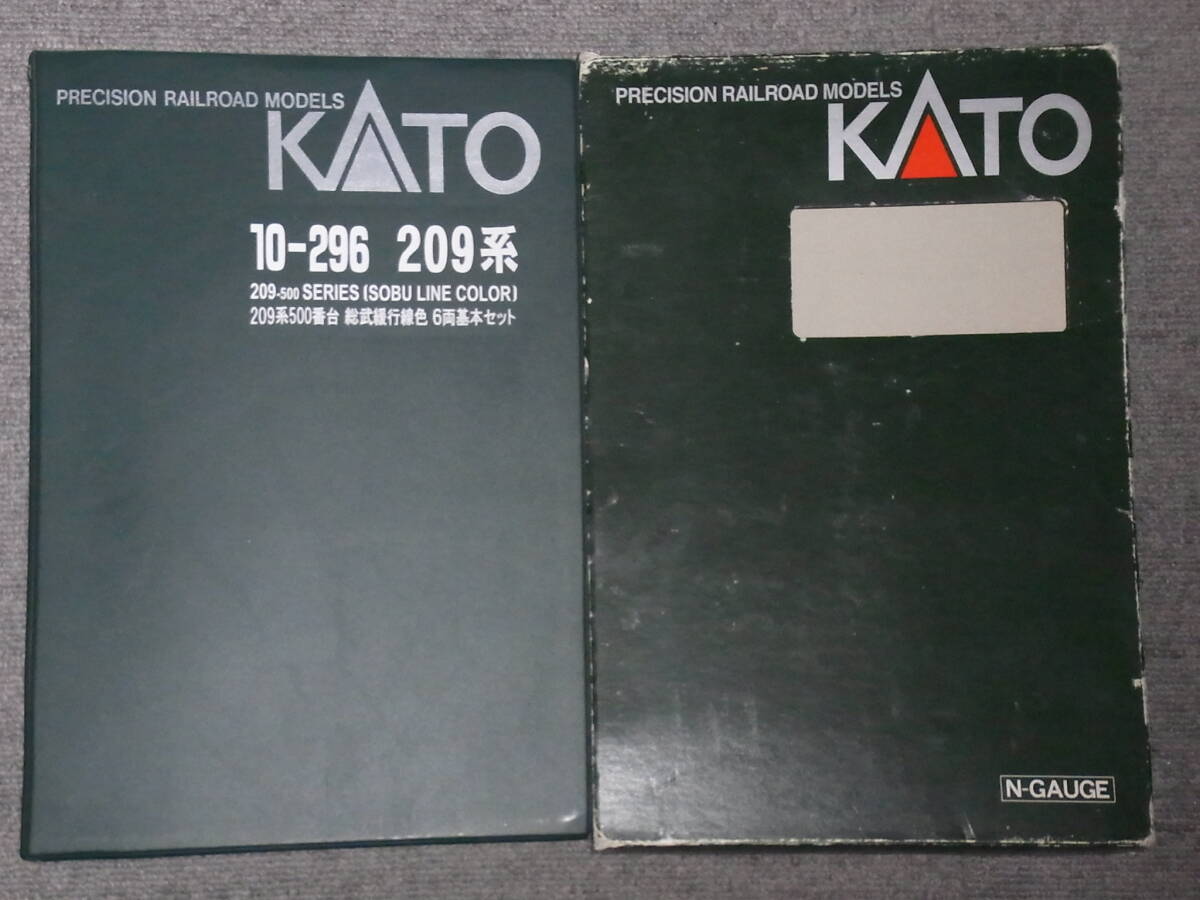 PRECISION RAILROAD MODELS
KATO
10-296 209系
209-500 SERIES (SOBU LINE COLOR)
209系500番台 総武緩行線色 6両基本セット
PRECISION RAILROAD MODELS
KATO
N-GAUGE